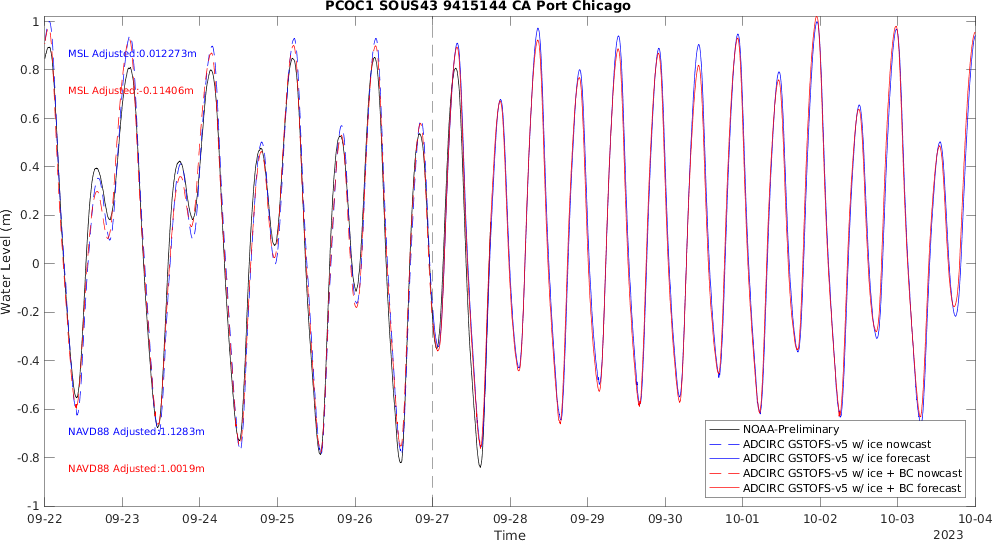 PCOC1 SOUS43 9415144 CA Port Chicago
MSL Adjusted:0.012273m
MSL Adjusted:-0.11406m
NAVD88 Adjusted:1.1283m
NAVD88 Adjusted:1.0019m
Water Level (m)
1
0.8
0.6
0.4
0.2
0
-0.2
-0.4
-0.6
-0.8
-1
NOAA-Preliminary
ADCIRC GSTOFS-v5 w/ ice nowcast
ADCIRC GSTOFS-v5 w/ ice forecast
ADCIRC GSTOFS-v5 w/ ice + BC nowcast
ADCIRC GSTOFS-v5 w/ ice + BC forecast
09-22 09-23 09-24 09-25 09-26 09-27 09-28 09-29 09-30 10-01 10-02 10-03 10-04
Time
2023